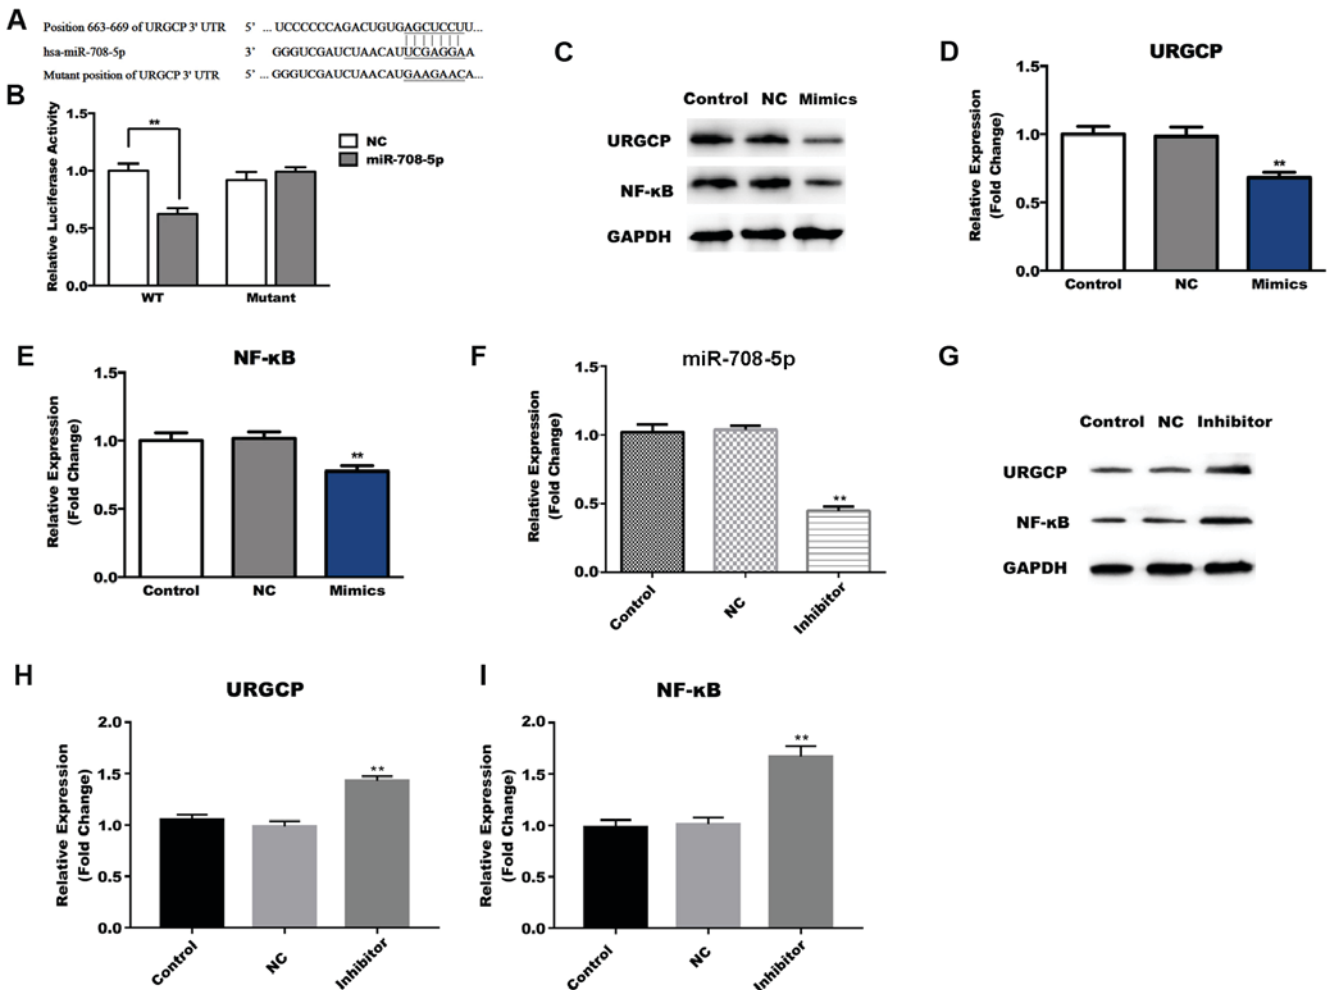 A
Position 663-669 of URGCP 3' UTR 5' ... UCCCCCCAGACUGUGAGCUCCUU...
hsa-miR-708-5p 3' GGGUCGAUCUAACAUUCGAGGAA
Mutant position of URGCP 3' UTR 5' ... GGGUCGAUCUAACAUGAAGAACA...
B
Relative Luciferase Activity
1.5
1.0
0.5
0.0
**
NC
miR-708-5p
WT Mutant
C
Control NC Mimics
URGCP
NF-κB
GAPDH
D
URGCP
Relative Expression
(Fold Change)
1.5
1.0
0.5
0.0
**
Control NC Mimics
E
NF-κB
Relative Expression
(Fold Change)
1.5
1.0
0.5
0.0
**
Control NC Mimics
F
miR-708-5p
Relative Expression
(Fold Change)
1.5
1.0
0.5
0.0
**
Control NC Inhibitor
G
Control NC Inhibitor
URGCP
NF-κB
GAPDH
H
URGCP
Relative Expression
(Fold Change)
2.0
1.5
1.0
0.5
0.0
**
Control NC Inhibitor
I
NF-κB
Relative Expression
(Fold Change)
2.0
1.5
1.0
0.5
0.0
**
Control NC Inhibitor